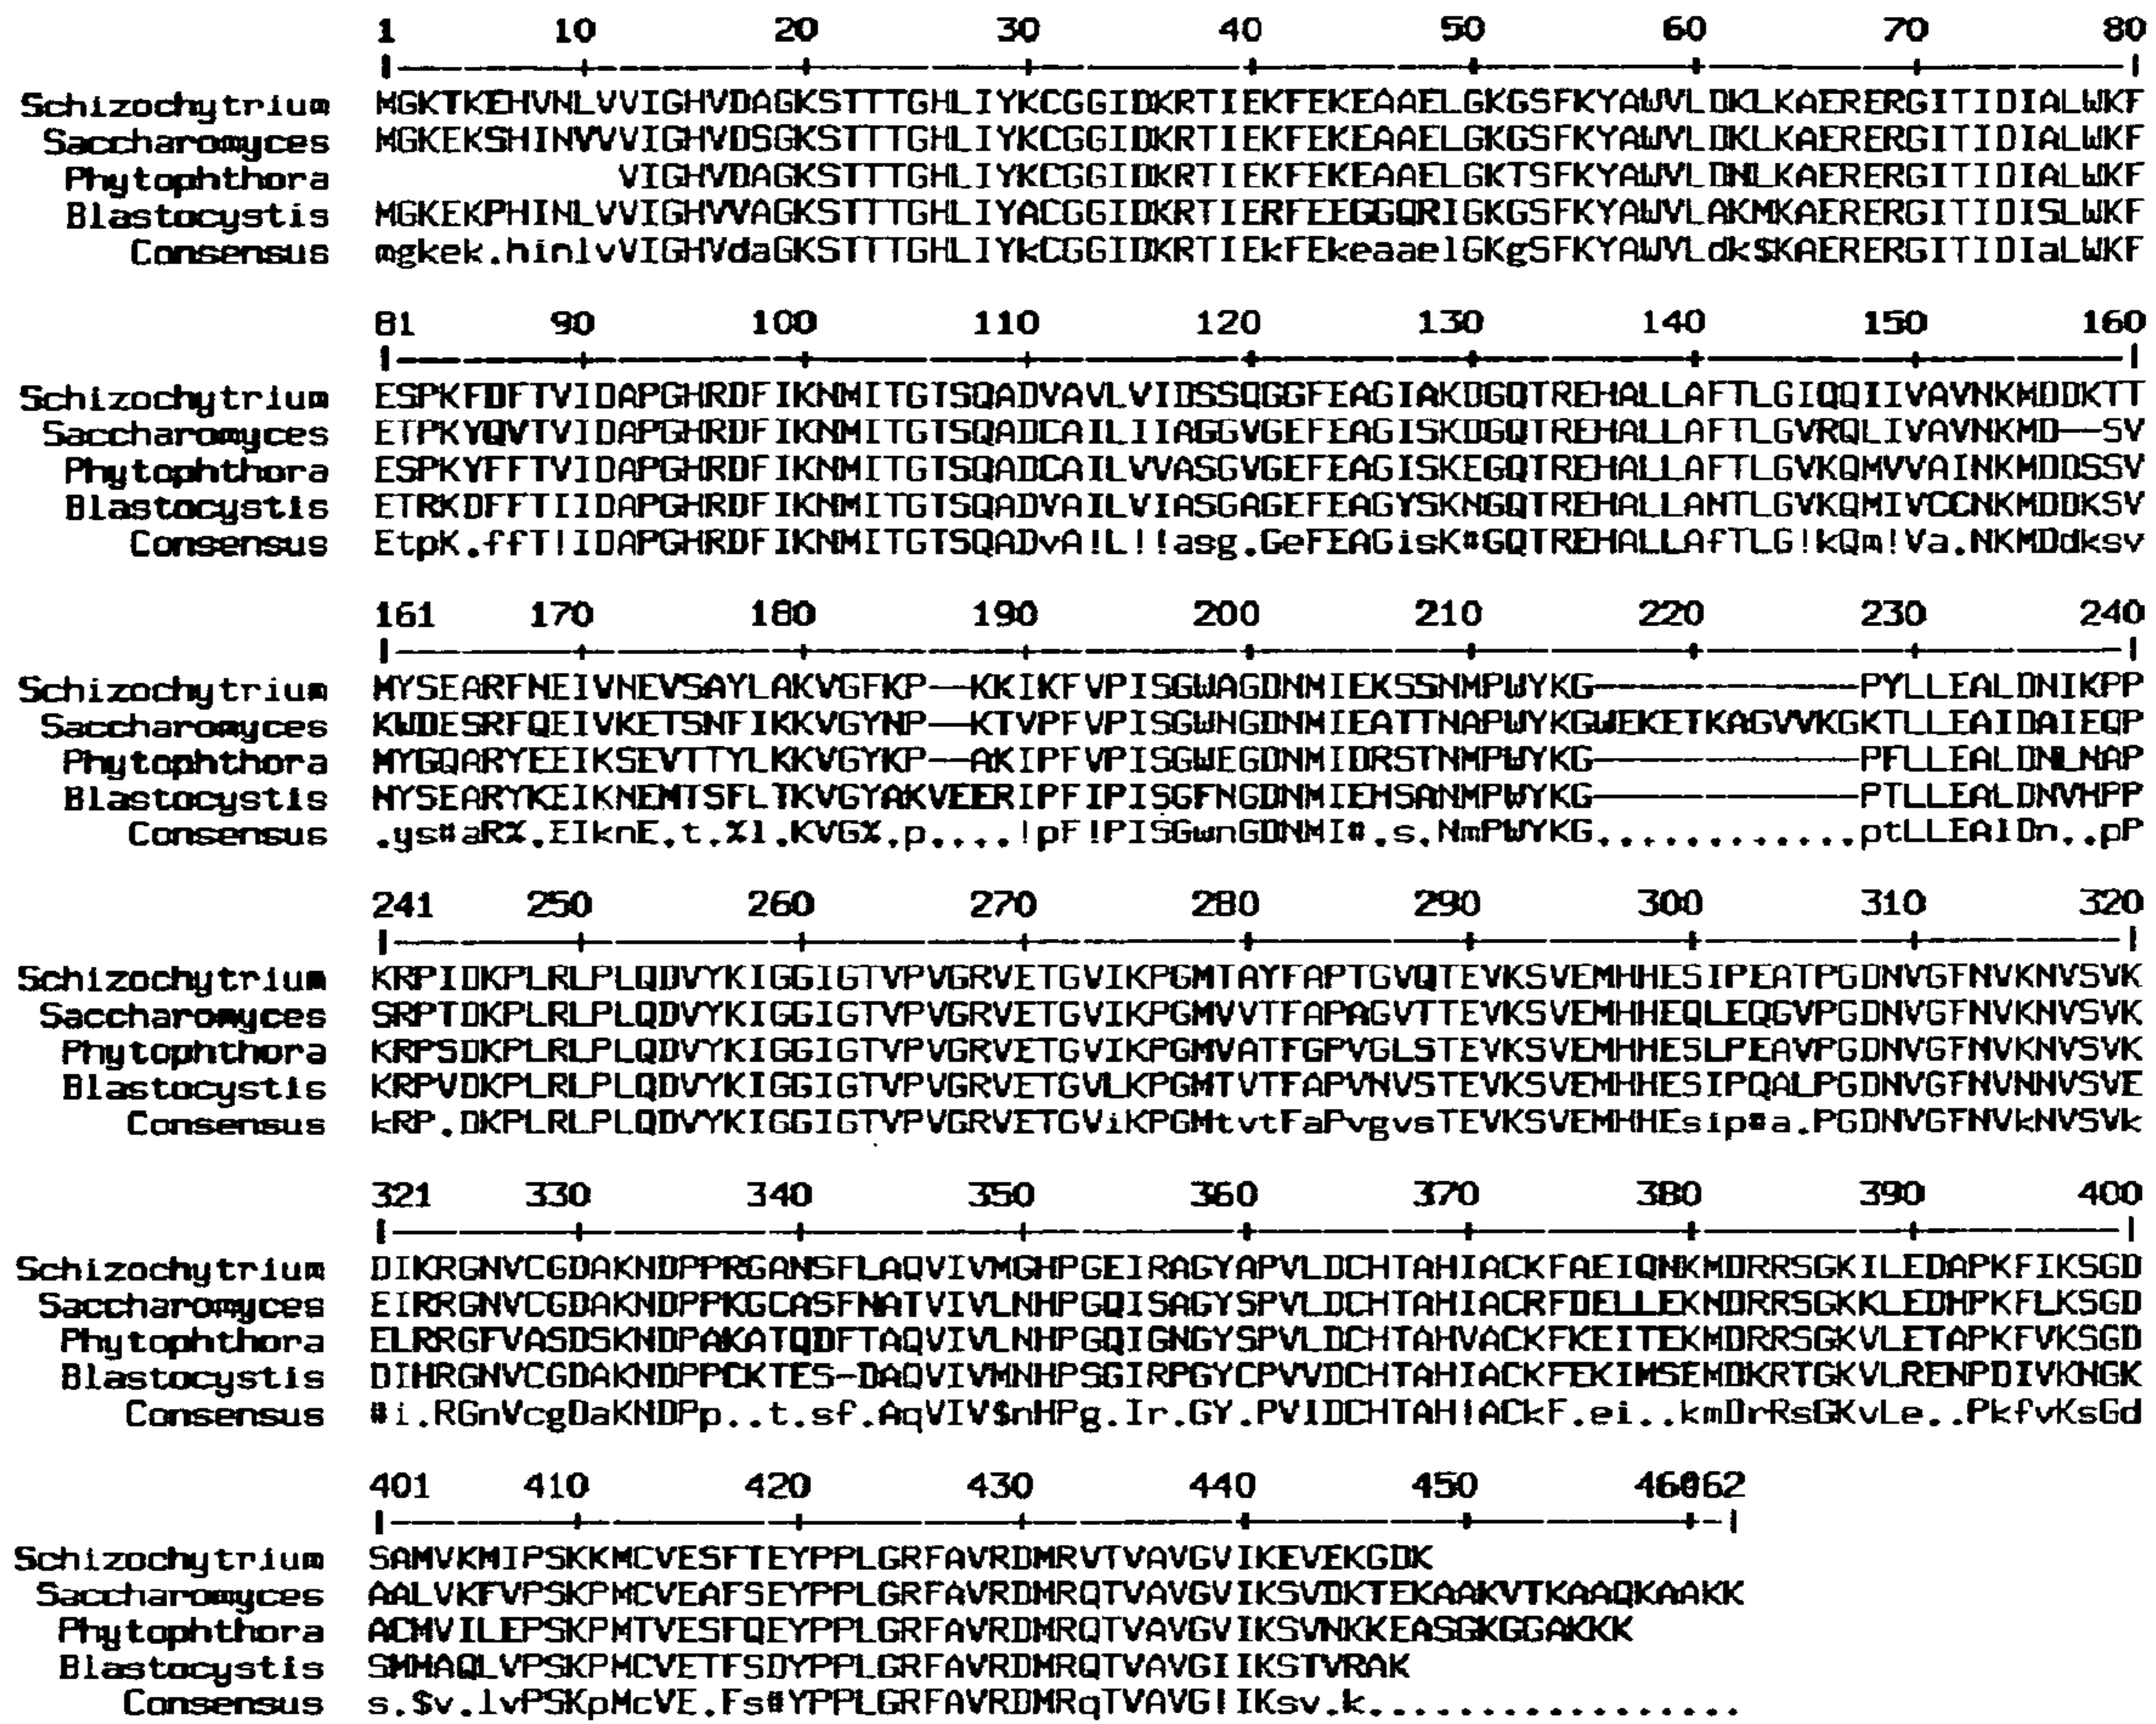 1 10 20 30 40 50 60 70 80
Schizochytrium MGKTKEHVNLVVIGHVDAGKSTTTGHLIYKCGGIDKRTIEKFEKEAAELGKGSFKYAWVLDKLKAERERGITIDIALWKF
Saccharomyces MGKEKSHINVVVIGHVDSGKSTTTGHLIYKCGGIDKRTIEKFEKEAAELGKGSFKYAWVLDKLKAERERGITIDIALWKF
Phytophthora VIGHVDAGKSTTTGHLIYKCGGIDKRTIEKFEKEAAELGKTSFKYAWVLDNLKAERERGITIDIALWKF
Blastocystis MGKEKPHINLVVIGHVVAGKSTTTGHLIYACGGIDKRTIERFEEGGQRIGKGSFKYAWVLAKMKAERERGITIDISLWKF
Consensus mgkek.hinlvVIGHVdaGKSTTTGHLIYkCGGIDKRTIEkFEkeaaelGKgSFKYAWVLdk$KAERERGITIDIaLWKF
81 90 100 110 120 130 140 150 160
Schizochytrium ESPKFDFTVIDAPGHRDFIKNMITGTSQADVAVLVIDSSQGGFEAGIAKDGQTREHALLAFTLGIQQIIVAVNKMDDKTT
Saccharomyces ETPKYQVTVIDAPGHRDFIKNMITGTSQADCAILIIAGGVGEFEAGISKDGQTREHALLAFTLGVRQLIVAVNKMD--SV
Phytophthora ESPKYFFTVIDAPGHRDFIKNMITGTSQADCAILVVASGVGEFEAGISKEGQTREHALLAFTLGVKQMVVAINKMDDSSV
Blastocystis ETRKDFFTIIDAPGHRDFIKNMITGTSQADVAILVIASGAGEFEAGYSKNGQTREHALLANTLGVKQMIVCCNKMDDKSV
Consensus EtpK.ffT!IDAPGHRDFIKNMITGTSQADvA!L!!asg.GeFEAGisK#GQTREHALLAfTLG!kQm!Va.NKMDdksv
161 170 180 190 200 210 220 230 240
Schizochytrium MYSEARFNEIVNEVSAYLAKVGFKP--KKIKFVPISGWAGDNMIEKSSNMPWYKG------------PYLLEALDNIKPP
Saccharomyces KWDESRFQEIVKETSNFIKKVGYNP--KTVPFVPISGWNGDNMIEATTNAPWYKGWEKETKAGVVKGKTLLEAIDAIEQP
Phytophthora MYGQARYEEIKSEVTTYLKKVGYKP--AKIPFVPISGWEGDNMIDRSTNMPWYKG------------PFLLEALDNLNAP
Blastocystis NYSEARYKEIKNEMTSFLTKVGYAKVEERIPFIPISGFNGDNMIEHSANMPWYKG------------PTLLEALDNVHPP
Consensus .ys#aR%.EIknE.t.%l.KVG%.p....!pF!PISGwnGDNMI#.s.NmPWYKG............ptLLEAlDn..pP
241 250 260 270 280 290 300 310 320
Schizochytrium KRPIDKPLRLPLQDVYKIGGIGTVPVGRVETGVIKPGMTAYFAPTGVQTEVKSVEMHHESIPEATPGDNVGFNVKNVSVK
Saccharomyces SRPTDKPLRLPLQDVYKIGGIGTVPVGRVETGVIKPGMVVTFAPAGVTTEVKSVEMHHEQLEQGVPGDNVGFNVKNVSVK
Phytophthora KRPSDKPLRLPLQDVYKIGGIGTVPVGRVETGVIKPGMVATFGPVGLSTEVKSVEMHHESLPEAVPGDNVGFNVKNVSVK
Blastocystis KRPVDKPLRLPLQDVYKIGGIGTVPVGRVETGVLKPGMTVTFAPVNVSTEVKSVEMHHESIPQALPGDNVGFNVNNVSVE
Consensus kRP.DKPLRLPLQDVYKIGGIGTVPVGRVETGViKPGMtvtFaPvgvsTEVKSVEMHHEsip#a.PGDNVGFNVkNVSVk
321 330 340 350 360 370 380 390 400
Schizochytrium DIKRGNVCGDAKNDPPRGANSFLAQVIVMGHPGEIRAGYAPVLDCHTAHIACKFAEIQNKMDRRSGKILEDAPKFIKSGD
Saccharomyces EIRRGNVCGDAKNDPPKGCASFNATVIVLNHPGQISAGYSPVLDCHTAHIACRFDELLEKNDRRSGKKLEDHPKFLKSGD
Phytophthora ELRRGFVASDSKNDPAKATQDFTAQVIVLNHPGQIGNGYSPVLDCHTAHVACKFKEITEKMDRRSGKVLETAPKFVKSGD
Blastocystis DIHRGNVCGDAKNDPPCKTES-DAQVIVMNHPSGIRPGYCPVVDCHTAHIACKFEKIMSEMDKRTGKVLRENPDIVKNGK
Consensus #i.RGnVcgDaKNDPp..t.sf.AqVIV$nHPg.Ir.GY.PVlDCHTAH!ACkF.ei..kmDrRsGKvLe..PkfvKsGd
401 410 420 430 440 450 460462
Schizochytrium SAMVKMIPSKKMCVESFTEYPPLGRFAVRDMRVTVAVGVIKEVEKGDK
Saccharomyces AALVKFVPSKPMCVEAFSEYPPLGRFAVRDMRQTVAVGVIKSVDKTEKAAKVTKAAQKAAKK
Phytophthora ACMVILEPSKPMTVESFQEYPPLGRFAVRDMRQTVAVGVIKSVNKKEASGKGGAKKK
Blastocystis SMMAQLVPSKPMCVETFSDYPPLGRFAVRDMRQTVAVGIIKSTVRAK
Consensus s.$v.lvPSKpMcVE.Fs#YPPLGRFAVRDMRqTVAVG!IKsv.k.................